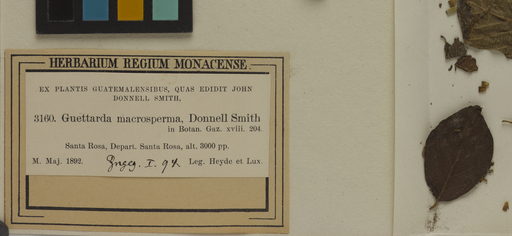 HERBARIUM REGIUM MONACENSE.
EX PLANTIS GUATEMALENSIBUS, QUAS EDIDIT JOHN
DONNELL SMITH.
3160. Guettarda macrosperma, Donnell Smith
in Botan. Gaz. xviii. 204.
Santa Rosa, Depart. Santa Rosa, alt. 3000 pp.
M. Maj. 1892. Leg. Heyde et Lux.